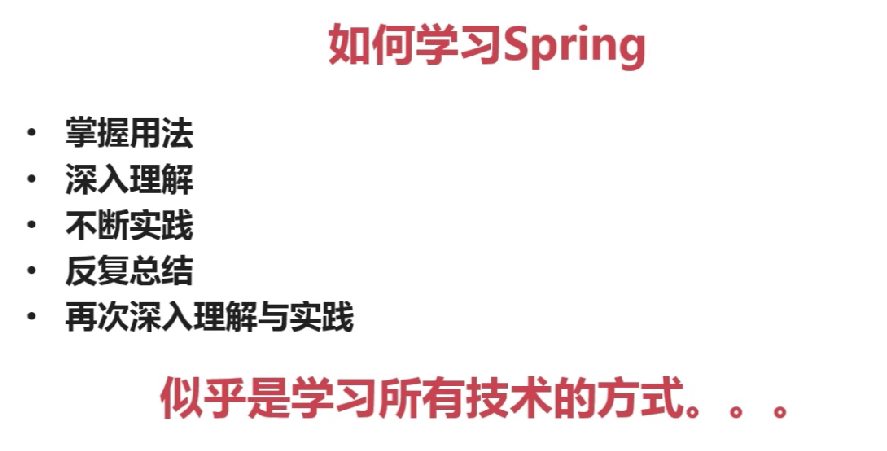 如何学习Spring
• 掌握用法
• 深入理解
• 不断实践
• 反复总结
• 再次深入理解与实践
似乎是学习所有技术的方式。。。